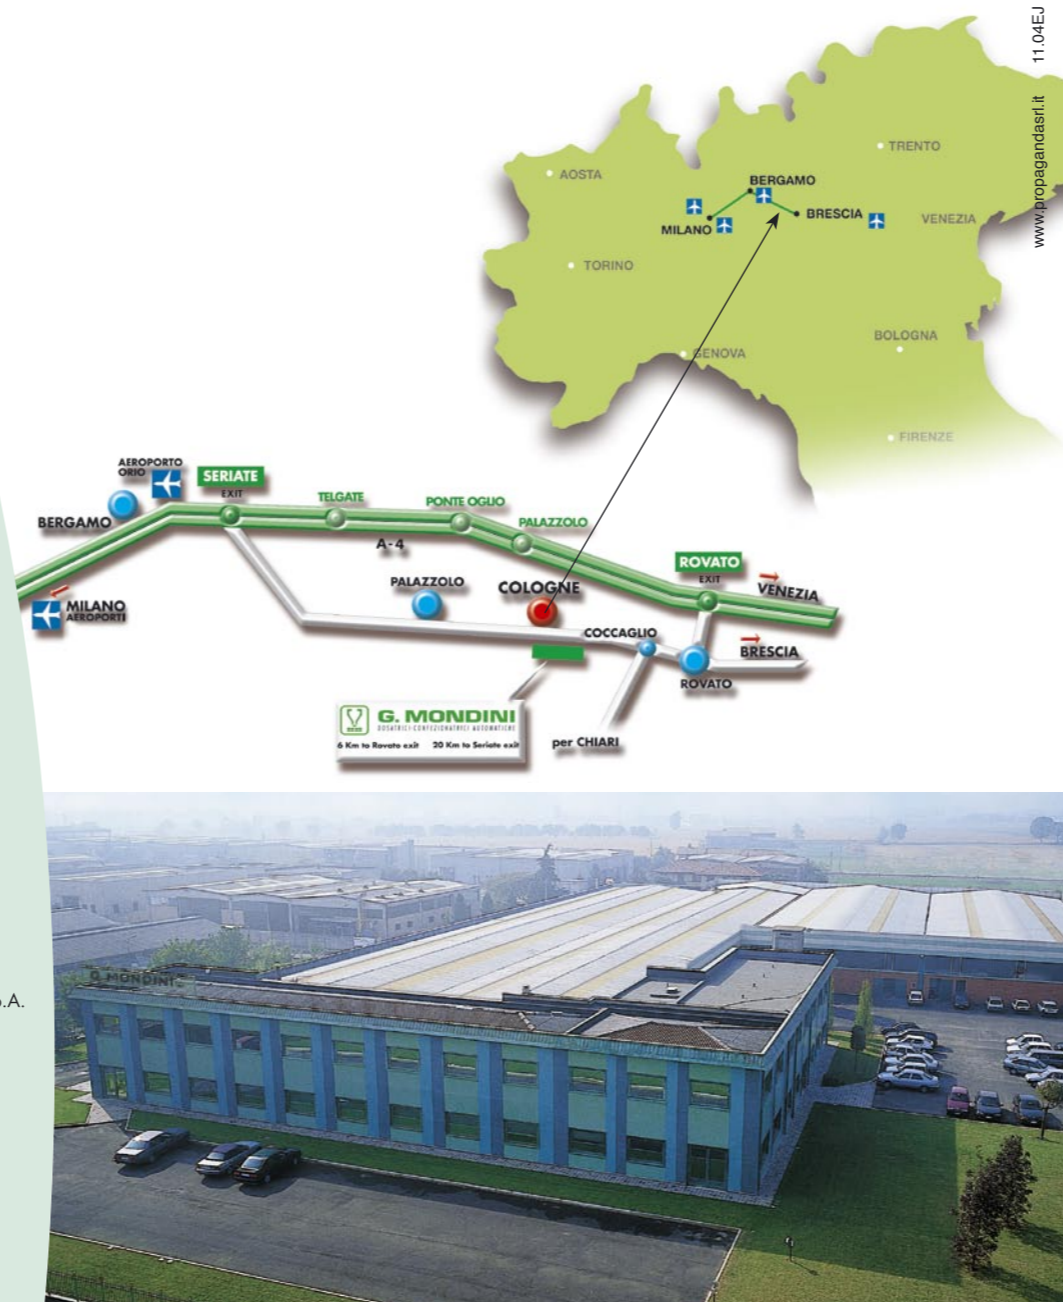 www.propagandasrl.it 11.04EJ
TRENTO
AOSTA
BERGAMO
BRESCIA
VENEZIA
MILANO
TORINO
BOLOGNA
GENOVA
FIRENZE
AEROPORTO
ORIO
SERIATE
EXIT
TELGATE
PONTE OGLIO
PALAZZOLO
BERGAMO
A-4
ROVATO
EXIT
VENEZIA
MILANO
AEROPORTI
PALAZZOLO
COLOGNE
COCCAGLIO
BRESCIA
ROVATO
G. MONDINI
DOSATRICI-CONFEZIONATRICI AUTOMATICHE
6 Km to Rovato exit 20 Km to Seriate exit
per CHIARI
G. MONDINI
.A.